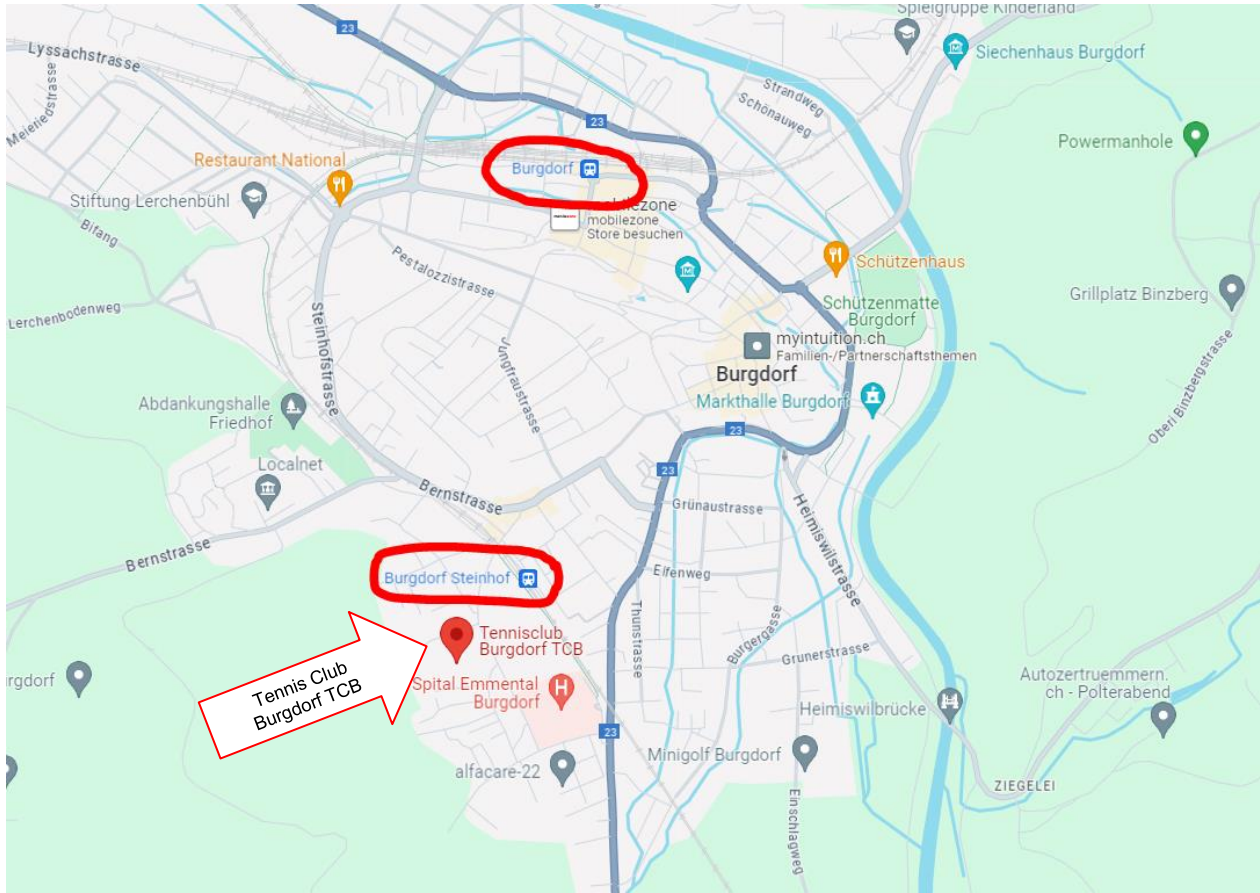 Spielgruppe Kinderland
23
Lyssachstrasse
Siechenhaus Burgdorf
Strandweg
Schönauweg
Meieriedstrasse
23
Powermanhole
Restaurant National
Burgdorf
Stiftung Lerchenbühl
mobilezone
mobilezone
Store besuchen
Bifang
Pestalozzistrasse
Schützenhaus
Lerchenbodenweg
Steinhofstrasse
Schützenmatte
Burgdorf
Grillplatz Binzberg
myintuition.ch
Familien-/Partnerschaftsthemen
Jungfraustrasse
Burgdorf
Markthalle Burgdorf
Oberi Binzbergstrasse
Abdankungshalle
Friedhof
23
Localnet
23
Bernstrasse
Grünaustrasse
Heimiswilstrasse
Bernstrasse
Burgdorf Steinhof
Eifenweg
Thunstrasse
Burgergasse
Tennisclub
Burgdorf TCB
Grunerstrasse
Tennis Club
Burgdorf TCB
rgdorf
Spital Emmental
Burgdorf
H
Autozertruemmern.
ch - Polterabend
Heimiswilbrücke
23
Minigolf Burgdorf
alfacare-22
ZIEGELEI
Einschlagweg